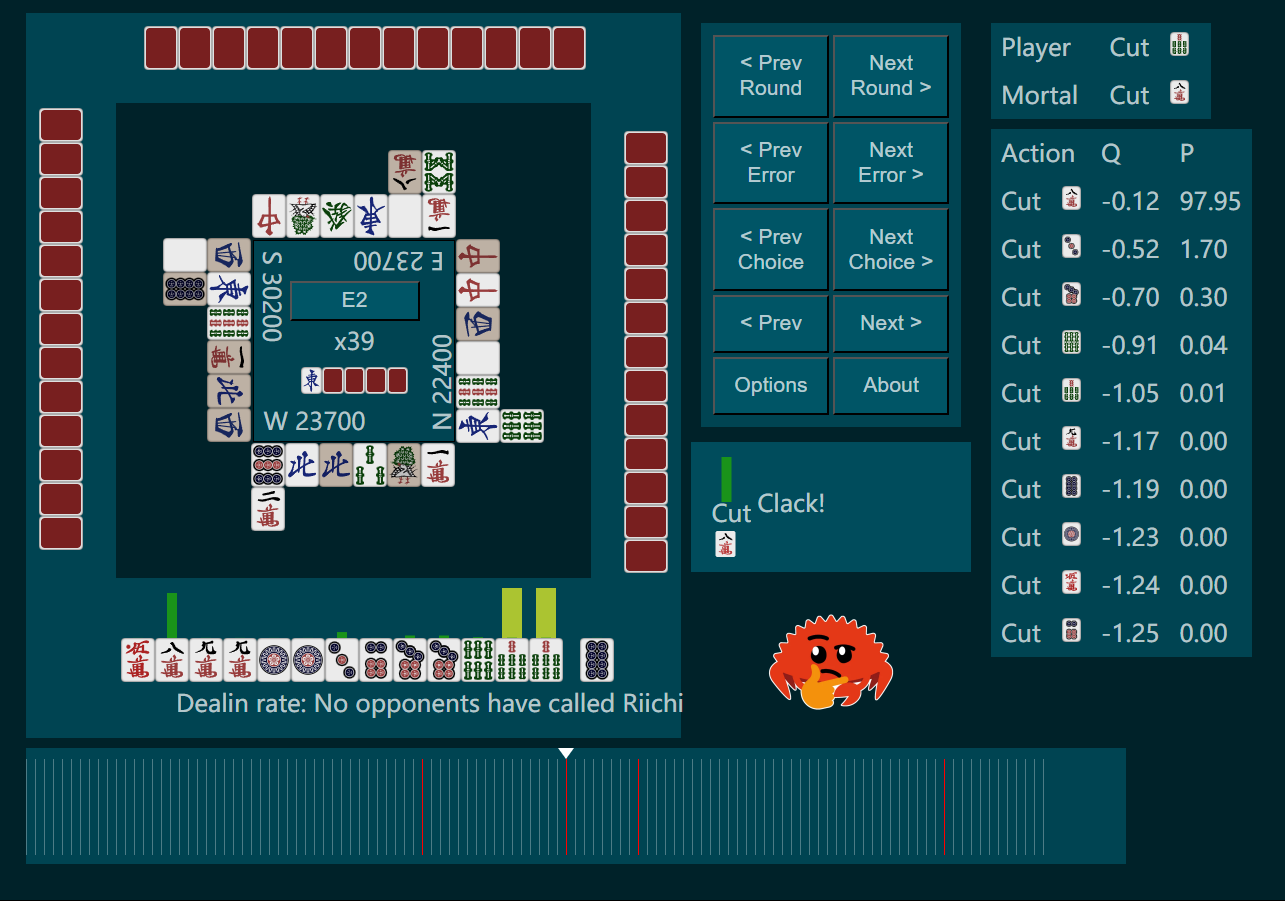 S 30200
E 23700
E2
x39
W 23700
N 22400
Dealin rate: No opponents have called Riichi
< Prev Round
Next Round >
< Prev Error
Next Error >
< Prev Choice
Next Choice >
< Prev
Next >
Options
About
Cut
Clack!
Player Cut
Mortal Cut
Action Q P
Cut -0.12 97.95
Cut -0.52 1.70
Cut -0.70 0.30
Cut -0.91 0.04
Cut -1.05 0.01
Cut -1.17 0.00
Cut -1.19 0.00
Cut -1.23 0.00
Cut -1.24 0.00
Cut -1.25 0.00